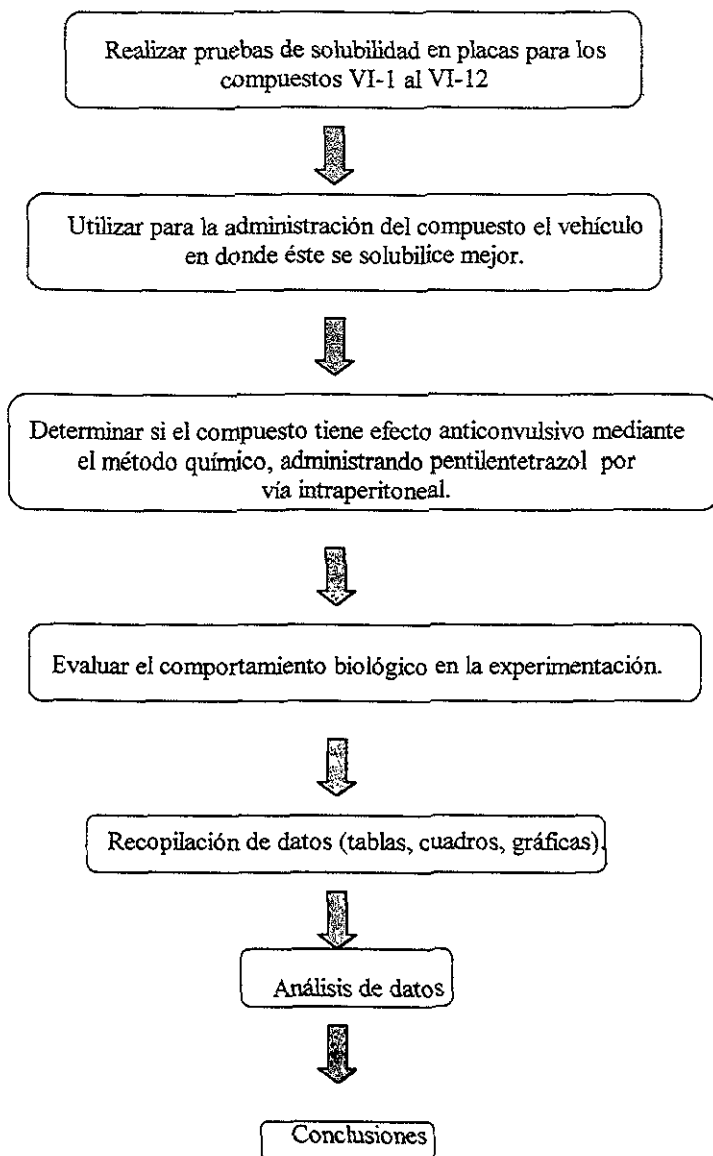 Realizar pruebas de solubilidad en placas para los
compuestos VI-1 al VI-12
Utilizar para la administración del compuesto el vehículo
en donde éste se solubilice mejor.
Determinar si el compuesto tiene efecto anticonvulsivo mediante
el método químico, administrando pentilentetrazol por
vía intraperitoneal.
Evaluar el comportamiento biológico en la experimentación.
Recopilación de datos (tablas, cuadros, gráficas).
Análisis de datos
Conclusiones